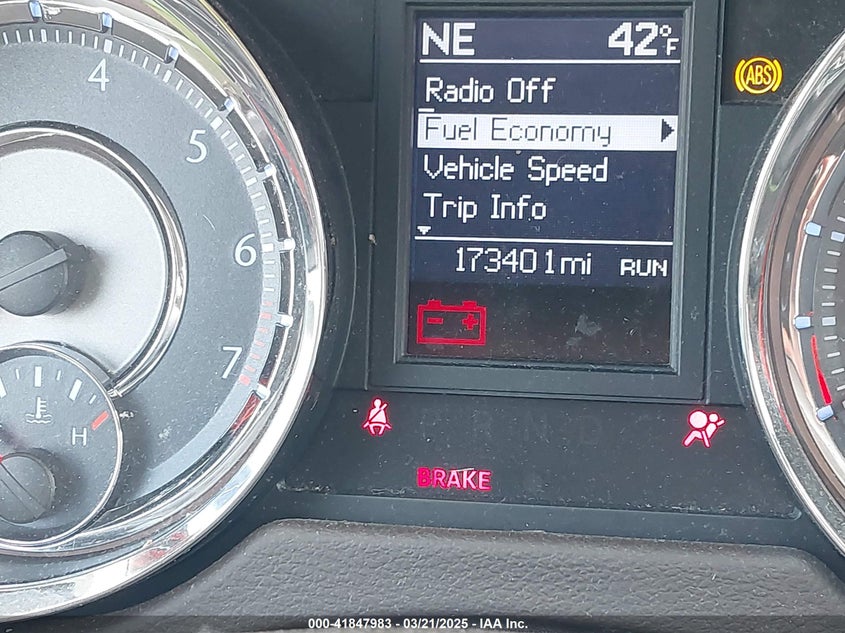 NE 42°F
ABS
Radio Off
Fuel Economy
Vehicle Speed
Trip Info
173401mi RUN
4
5
6
7
H
BRAKE
000-41847983 - 03/21/2025 - IAA Inc.